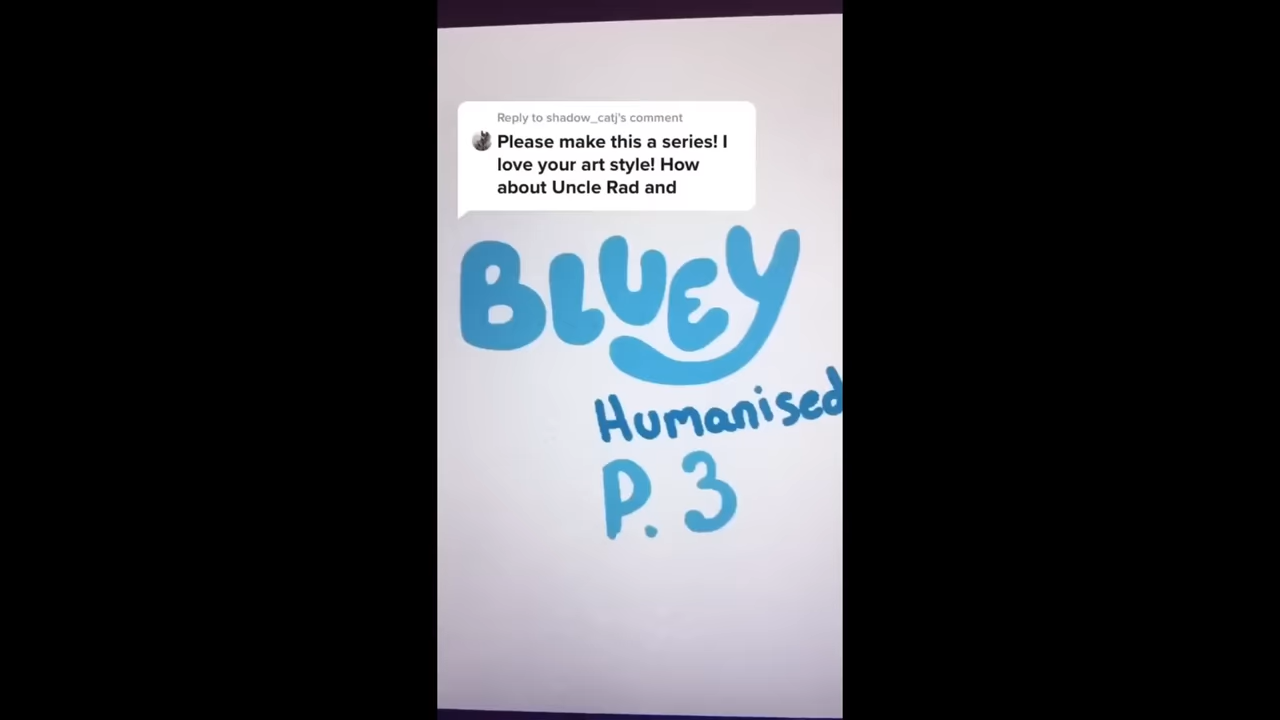 Reply to shadow_catj's comment
Please make this a series! I
love your art style! How
about Uncle Rad and
BLUEY
Humanised
P. 3